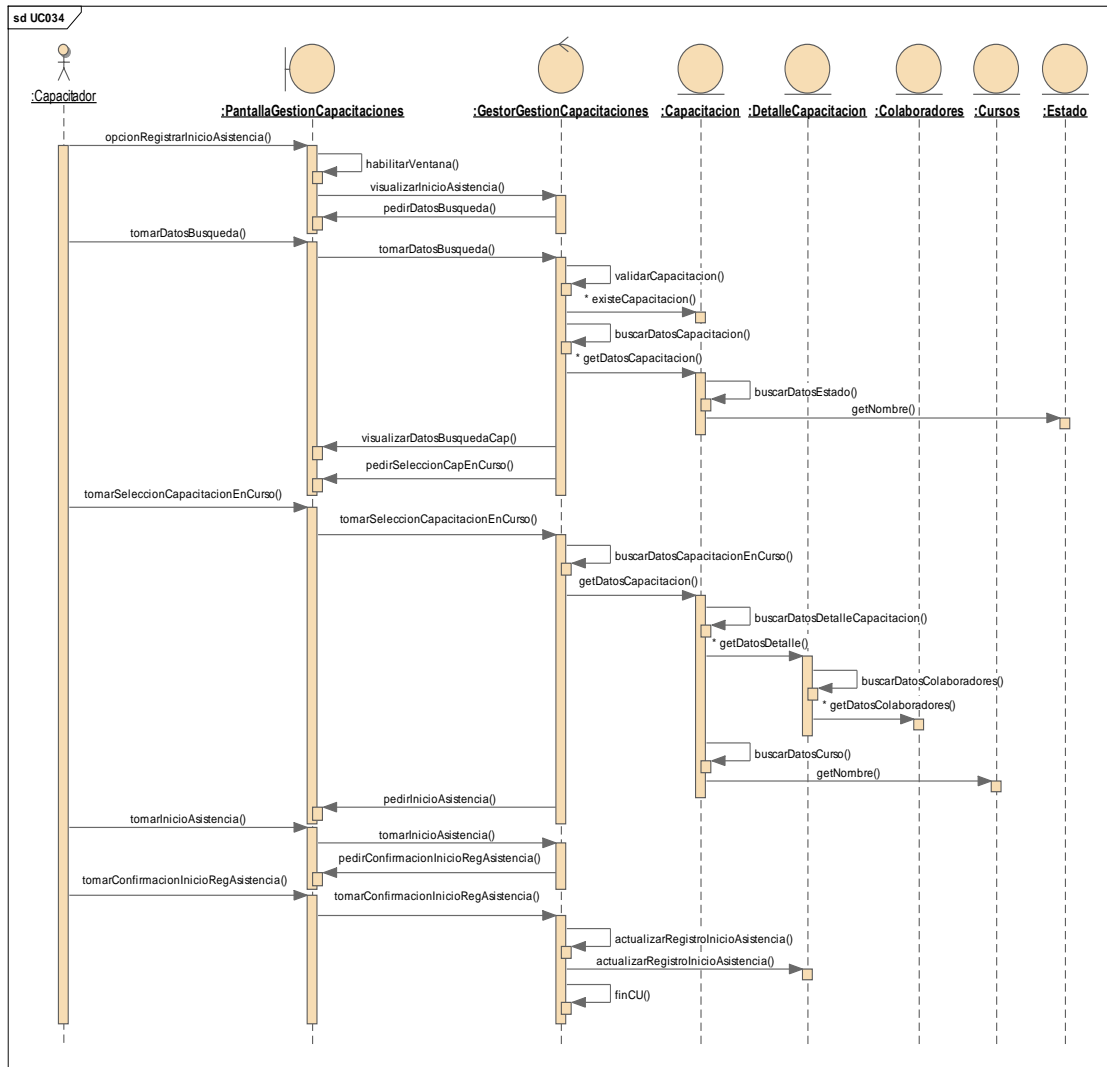 sd UC034
:Capacitador
:PantallaGestionCapacitaciones
:GestorGestionCapacitaciones
:Capacitacion
:DetalleCapacitacion
:Colaboradores
:Cursos
:Estado
opcionRegistrarInicioAsistencia()
habilitarVentana()
visualizarInicioAsistencia()
pedirDatosBusqueda()
tomarDatosBusqueda()
tomarDatosBusqueda()
validarCapacitacion()
* existeCapacitacion()
buscarDatosCapacitacion()
* getDatosCapacitacion()
buscarDatosEstado()
getNombre()
visualizarDatosBusquedaCap()
pedirSeleccionCapEnCurso()
tomarSeleccionCapacitacionEnCurso()
tomarSeleccionCapacitacionEnCurso()
buscarDatosCapacitacionEnCurso()
getDatosCapacitacion()
buscarDatosDetalleCapacitacion()
* getDatosDetalle()
buscarDatosColaboradores()
* getDatosColaboradores()
buscarDatosCurso()
getNombre()
pedirInicioAsistencia()
tomarInicioAsistencia()
tomarInicioAsistencia()
pedirConfirmacionInicioRegAsistencia()
tomarConfirmacionInicioRegAsistencia()
tomarConfirmacionInicioRegAsistencia()
actualizarRegistroInicioAsistencia()
actualizarRegistroInicioAsistencia()
finCU()